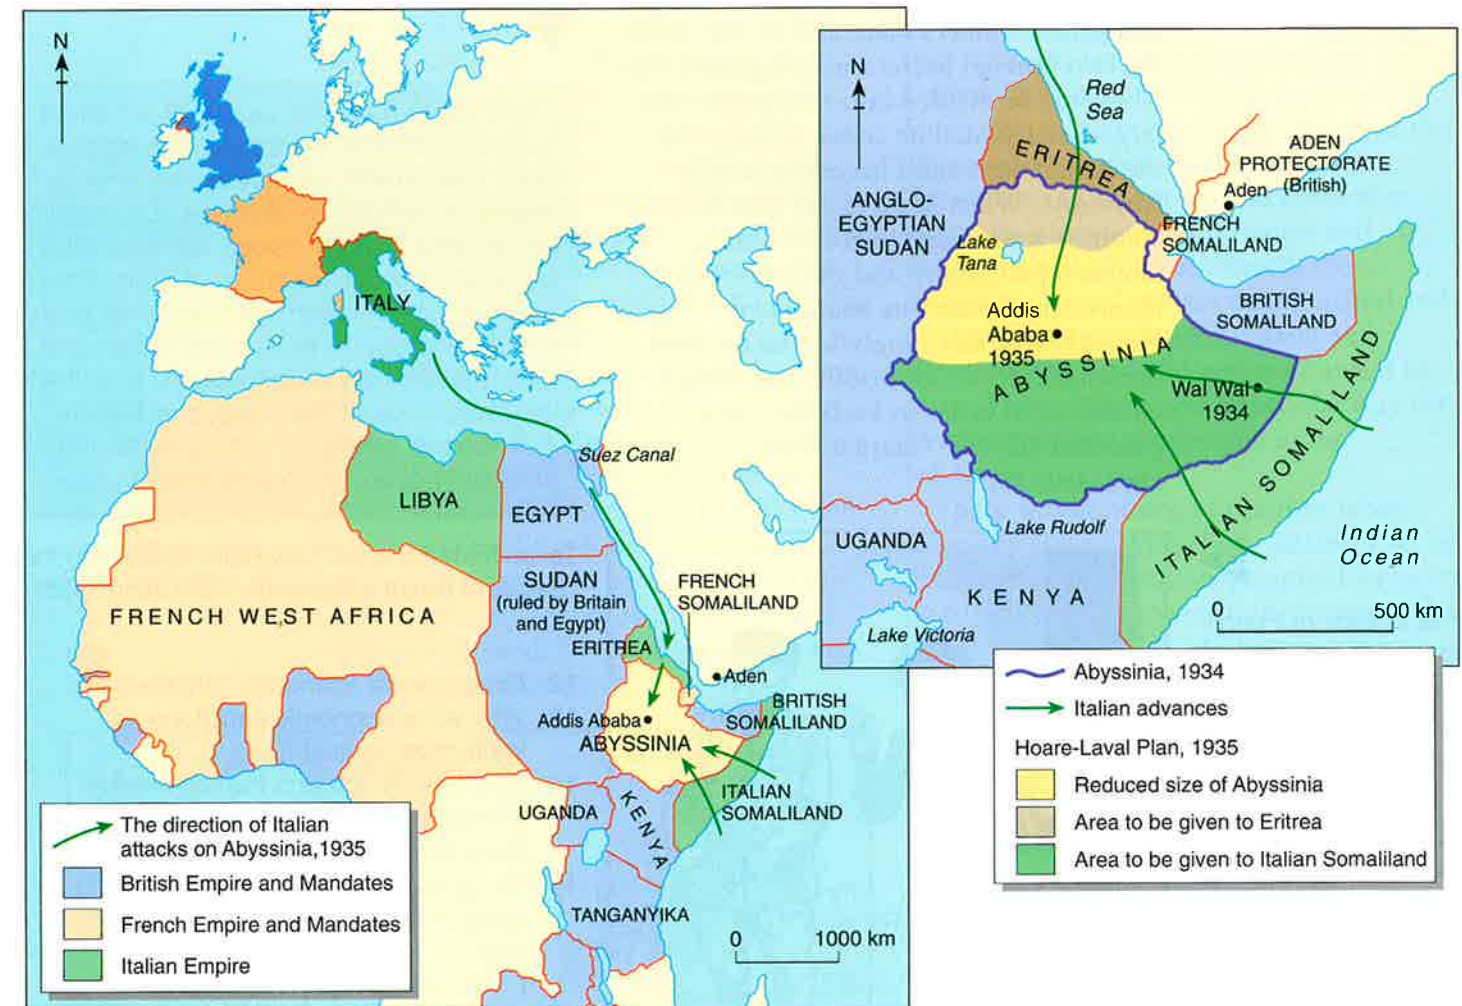 N
ITALY
Suez Canal
LIBYA
EGYPT
SUDAN
(ruled by Britain
and Egypt)
FRENCH
SOMALILAND
FRENCH WEST AFRICA
ERITREA
Aden
Addis Ababa
ABYSSINIA
BRITISH
SOMALILAND
ITALIAN
SOMALILAND
UGANDA
KENYA
TANGANYIKA
0 1000 km
The direction of Italian
attacks on Abyssinia,1935
British Empire and Mandates
French Empire and Mandates
Italian Empire
N
Red
Sea
ERITREA
ADEN
PROTECTORATE
(British)
Aden
ANGLO-
EGYPTIAN
SUDAN
Lake
Tana
FRENCH
SOMALILAND
BRITISH
SOMALILAND
Addis
Ababa
1935
ABYSSINIA
Wal Wal
1934
ITALIAN SOMALILAND
Lake Rudolf
Indian
Ocean
UGANDA
KENYA
Lake Victoria
0 500 km
Abyssinia, 1934
Italian advances
Hoare-Laval Plan, 1935
Reduced size of Abyssinia
Area to be given to Eritrea
Area to be given to Italian Somaliland